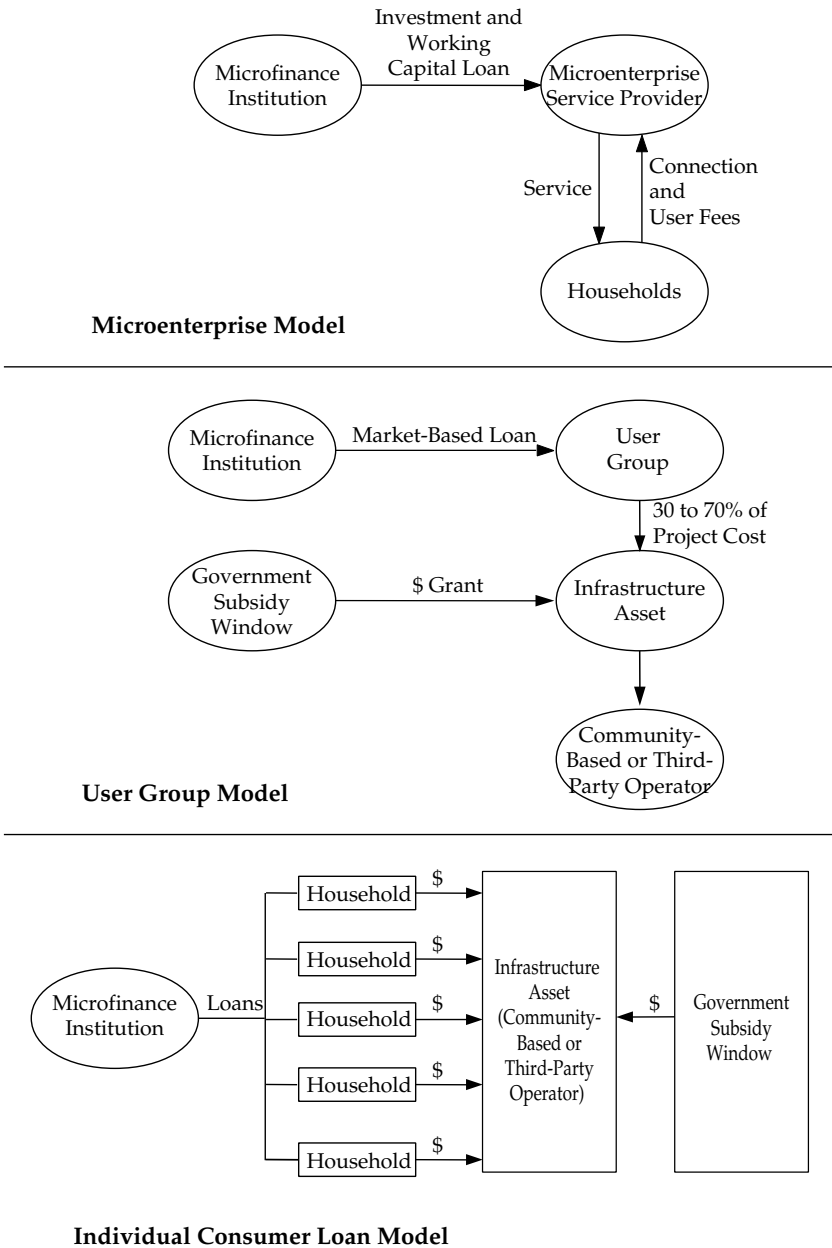 Investment and
Working
Capital Loan
Microfinance
Institution
Microenterprise
Service Provider
Service
Connection
and
User Fees
Households
Microenterprise Model
Microfinance
Institution
Market-Based Loan
User
Group
30 to 70% of
Project Cost
Government
Subsidy
Window
$ Grant
Infrastructure
Asset
Community-
Based or Third-
Party Operator
User Group Model
Microfinance
Institution
Loans
Household
$
Household
$
Household
$
Household
$
Household
$
Infrastructure
Asset
(Community-
Based or
Third-Party
Operator)
$
Government
Subsidy
Window
Individual Consumer Loan Model